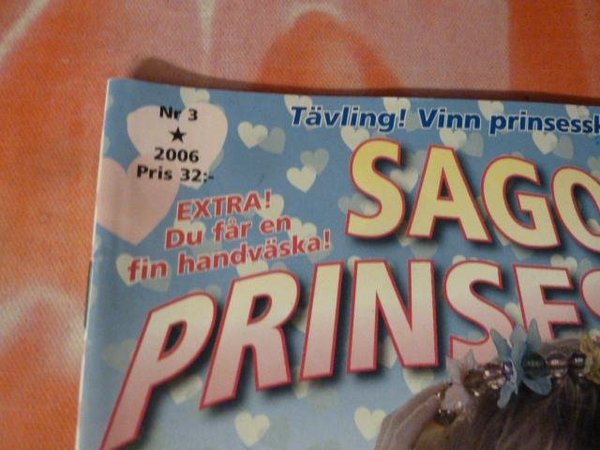 Nr 3
★
2006
Pris 32:-
Tävling! Vinn prinsessk
EXTRA!
Du får en
fin handväska!
SAGO
PRINSES